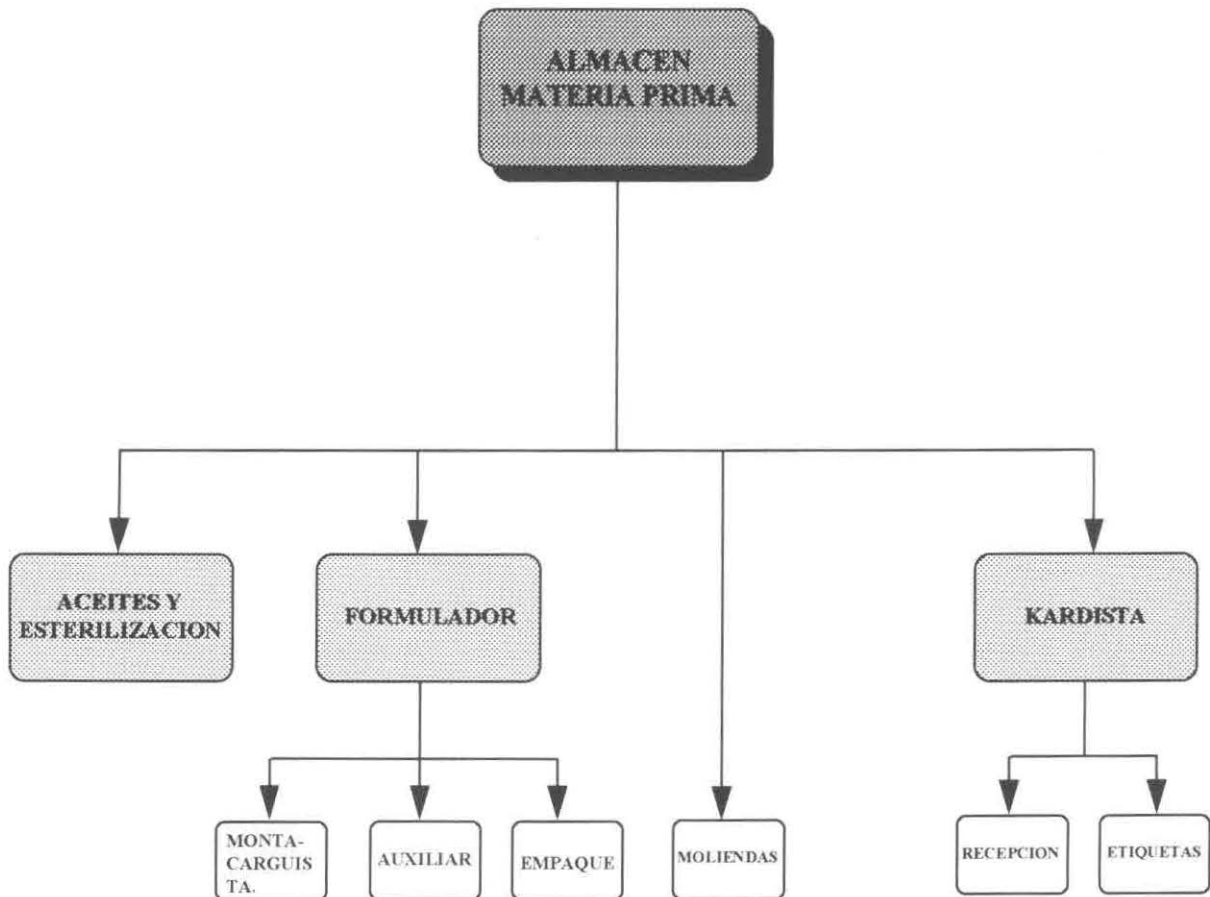 ALMACEN
MATERIA PRIMA
ACEITES Y
ESTERILIZACION
FORMULADOR
KARDISTA
MONTA-
CARGUIS
TA.
AUXILIAR
EMPAQUE
MOLIENDAS
RECEPCION
ETIQUETAS